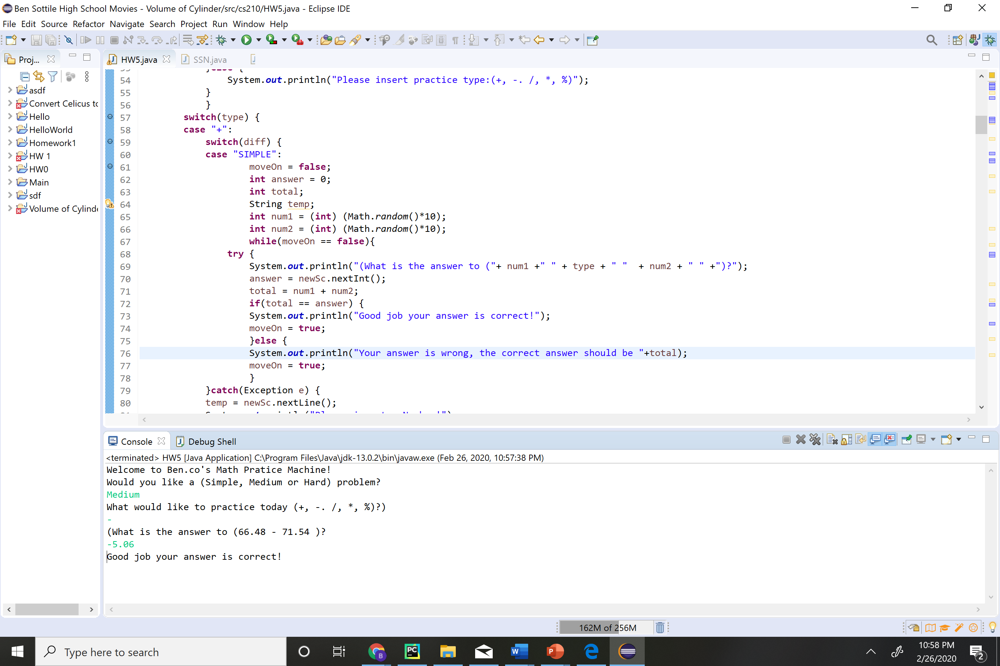 Ben Sottile High School Movies - Volume of Cylinder/src/cs210/HW5.java - Eclipse IDE
File Edit Source Refactor Navigate Search Project Run Window Help
Proj...
HW5.java
SSN.java
asdf
Convert Celicus to
Hello
HelloWorld
Homework1
HW 1
HW0
Main
sdf
Volume of Cylinde
54 System.out.println("Please insert practice type:(+, -. /, *, %)");
55 }
56 }
57 switch(type) {
58 case "+":
59 switch(diff) {
60 case "SIMPLE":
61 moveOn = false;
62 int answer = 0;
63 int total;
64 String temp;
65 int num1 = (int) (Math.random()*10);
66 int num2 = (int) (Math.random()*10);
67 while(moveOn == false){
68 try {
69 System.out.println("(What is the answer to ("+ num1 +" " + type + " "  + num2 + " " +")?");
70 answer = newSc.nextInt();
71 total = num1 + num2;
72 if(total == answer) {
73 System.out.println("Good job your answer is correct!");
74 moveOn = true;
75 }else {
76 System.out.println("Your answer is wrong, the correct answer should be "+total);
77 moveOn = true;
78 }
79 }catch(Exception e) {
80 temp = newSc.nextLine();
Console
Debug Shell
<terminated> HW5 [Java Application] C:\Program Files\Java\jdk-13.0.2\bin\javaw.exe (Feb 26, 2020, 10:57:38 PM)
Welcome to Ben.co's Math Pratice Machine!
Would you like a (Simple, Medium or Hard) problem?
Medium
What would like to practice today (+, -. /, *, %)?)
-
(What is the answer to (66.48 - 71.54 )?
-5.06
Good job your answer is correct!
162M of 256M
Type here to search
10:58 PM
2/26/2020
2